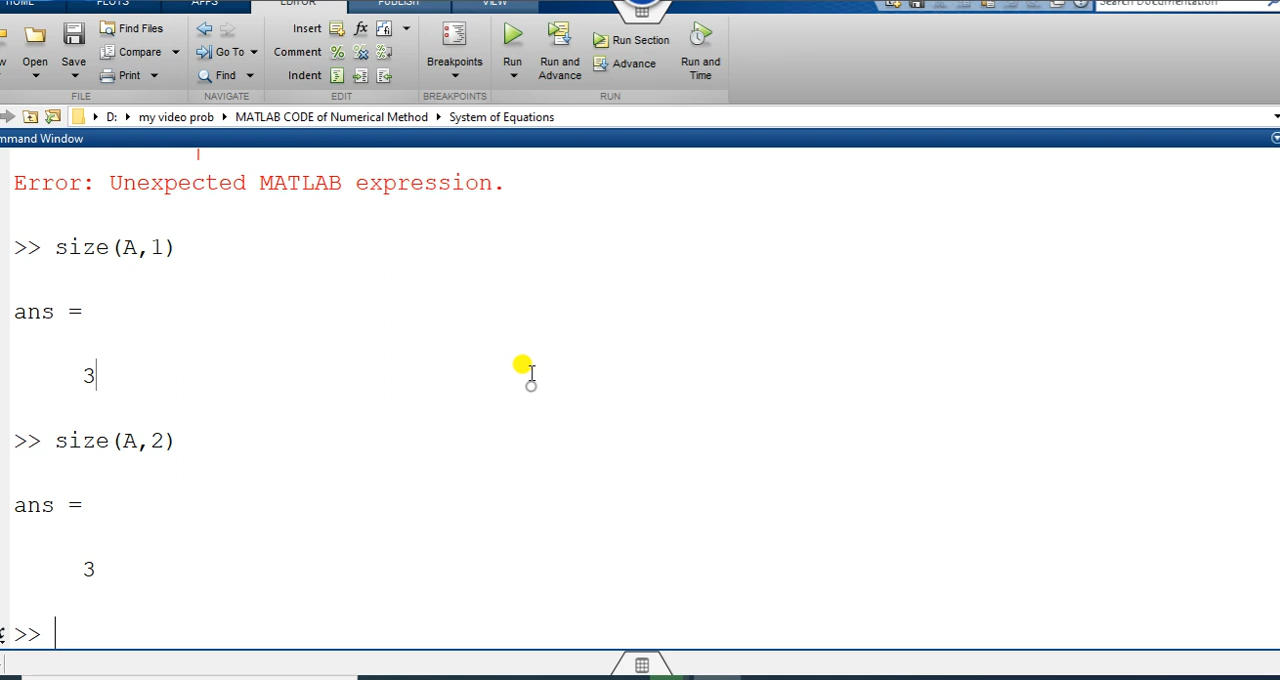 HOME PLOTS APPS EDITOR PUBLISH VIEW Search Documentation
Find Files Insert Run Section
Compare Go To Comment Advance
Open Save Print Find Indent Breakpoints Run Run and Advance Run and Time
FILE NAVIGATE EDIT BREAKPOINTS RUN
D: my video prob MATLAB CODE of Numerical Method System of Equations
mmand Window
Error: Unexpected MATLAB expression.
>> size(A,1)
ans =
3
>> size(A,2)
ans =
3
>>